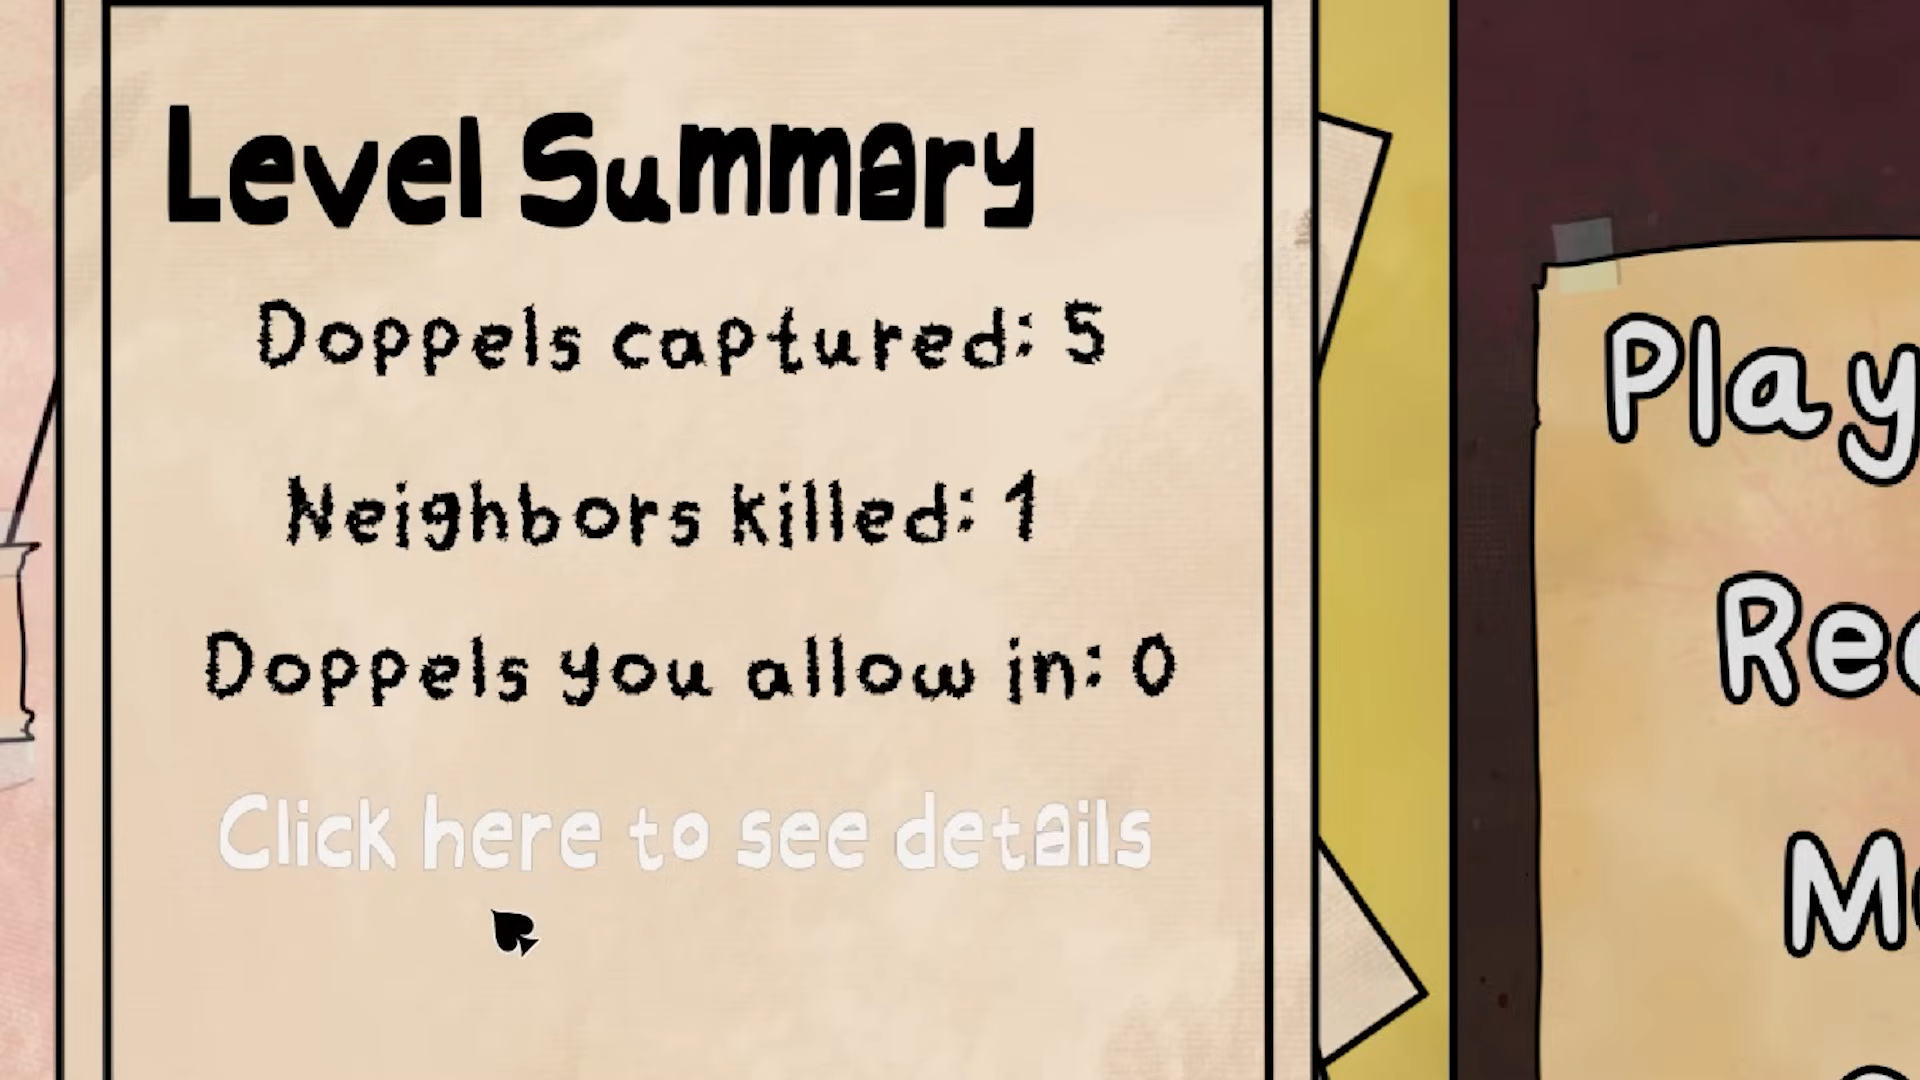 Level Summary
Doppels captured: 5
Neighbors killed: 1
Doppels you allow in: 0
Click here to see details
Play